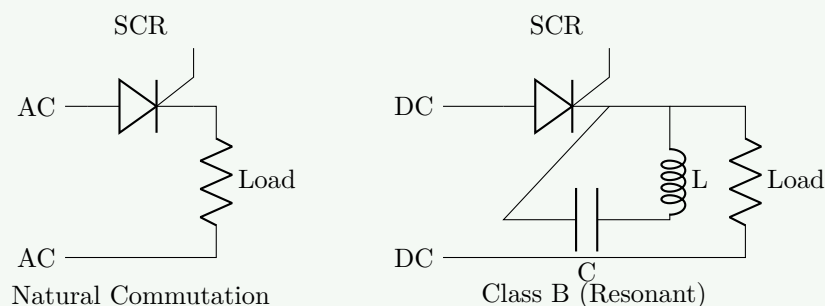 SCR
AC
Load
AC
Natural Commutation
SCR
DC
L
Load
C
DC
Class B (Resonant)